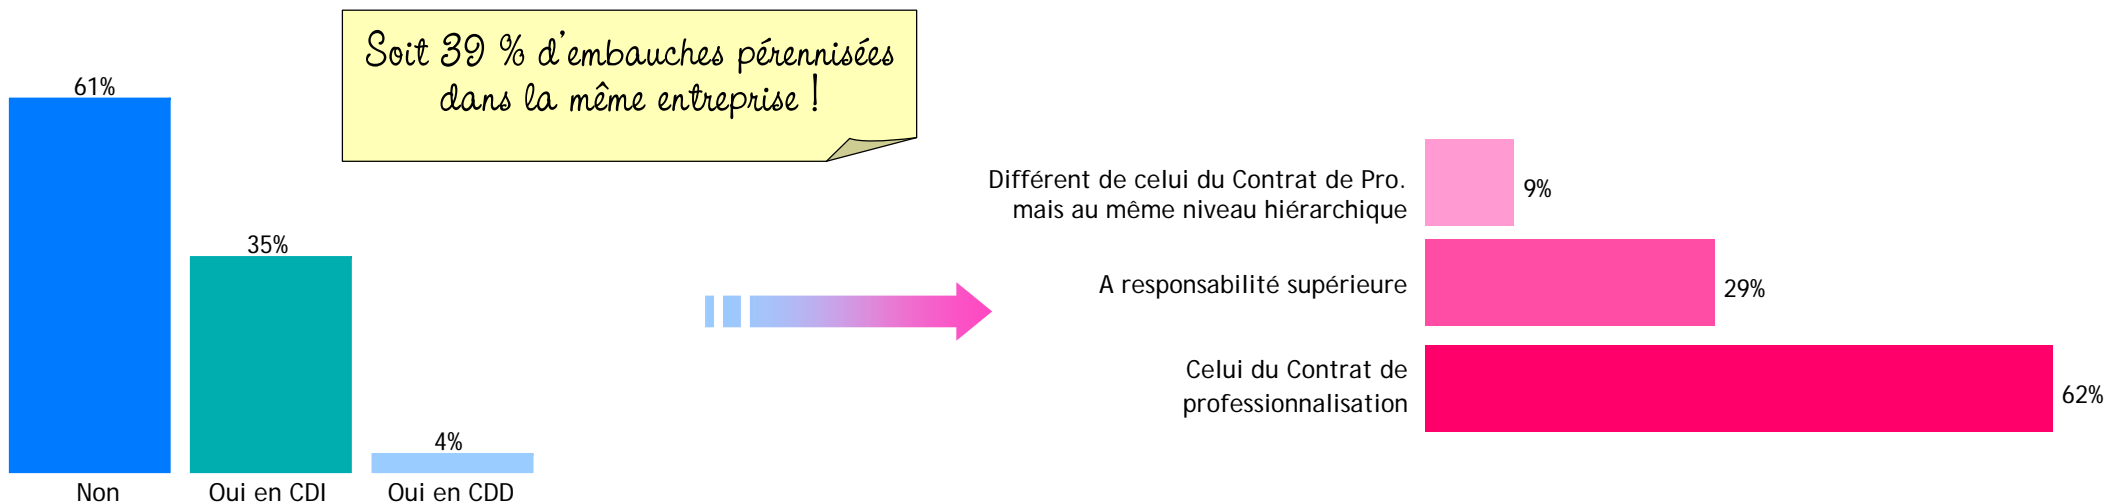 Soit 39 % d'embauches pérennisées
dans la même entreprise !
61%
35%
4%
Non
Oui en CDI
Oui en CDD
Différent de celui du Contrat de Pro.
mais au même niveau hiérarchique
9%
A responsabilité supérieure
29%
Celui du Contrat de
professionnalisation
62%